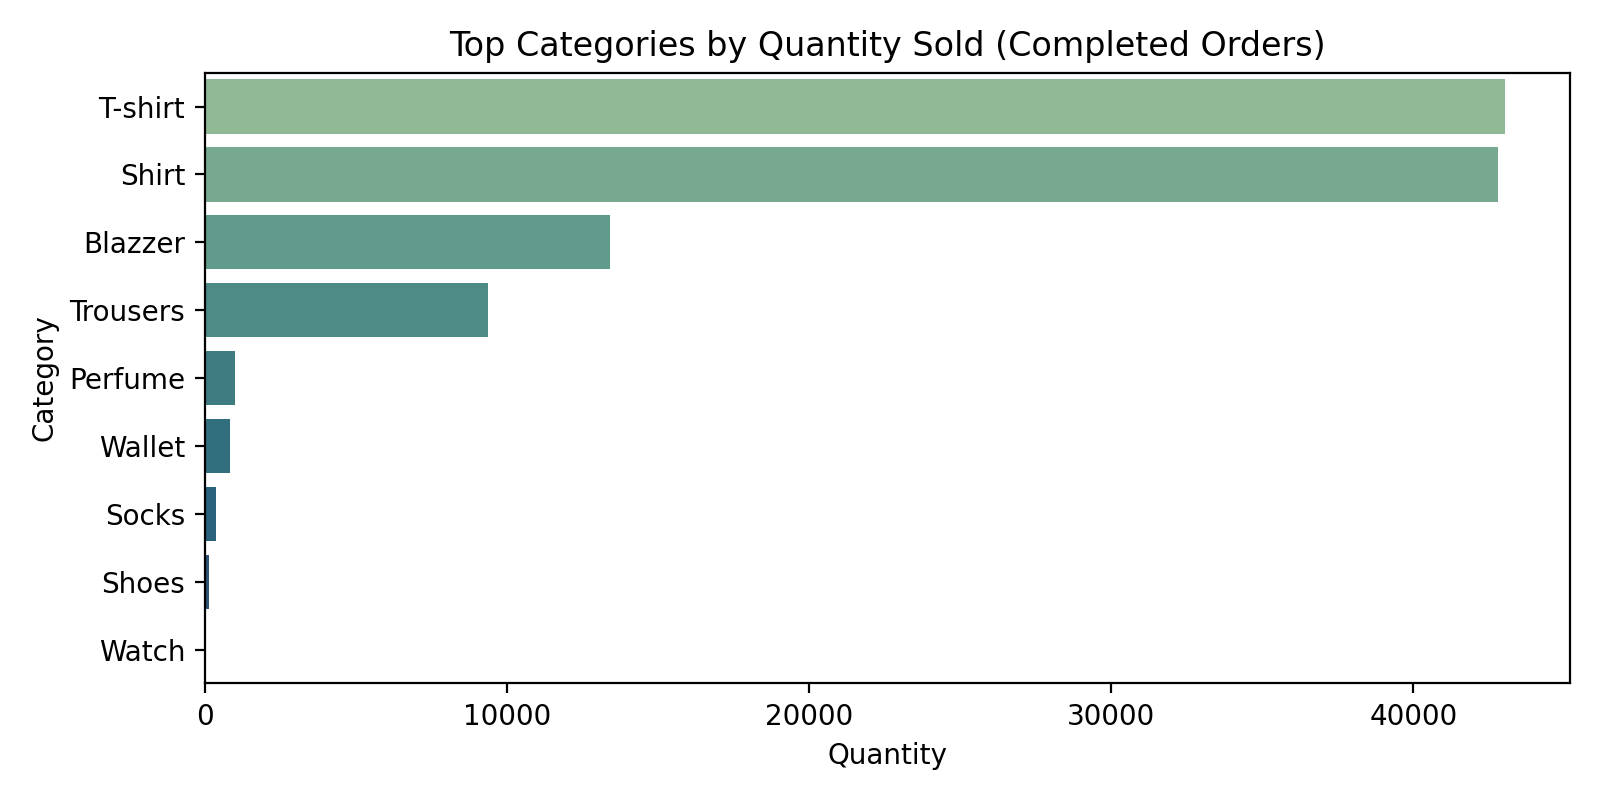 Top Categories by Quantity Sold (Completed Orders)
T-shirt
Shirt
Blazzer
Trousers
Perfume
Wallet
Socks
Shoes
Watch
Category
0 10000 20000 30000 40000
Quantity